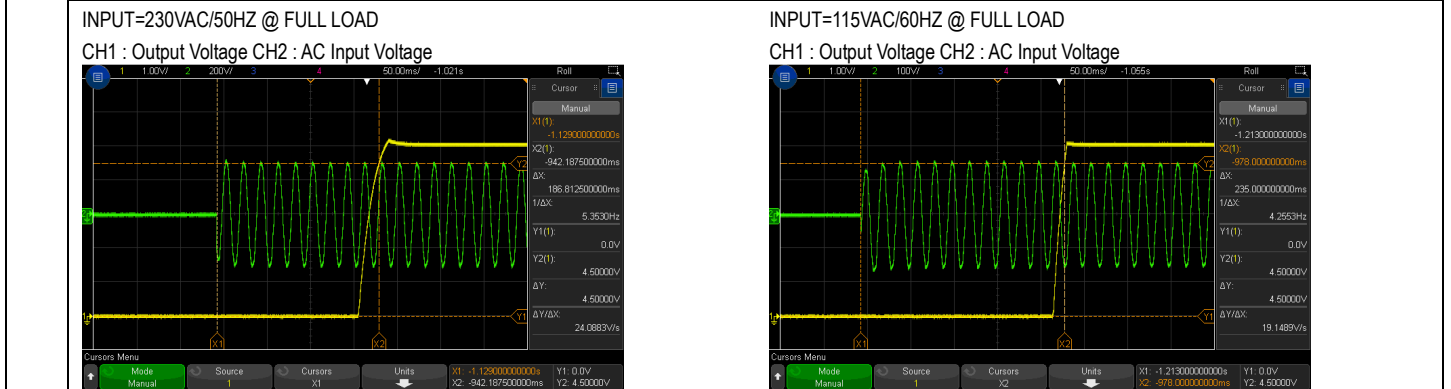 INPUT=230VAC/50HZ @ FULL LOAD
CH1 : Output Voltage CH2 : AC Input Voltage
1 1.00V/ 2 200V/ 3 4 50.00ms/ -1.021s Roll
Cursor
Manual
X1(1):
-1.129000000000s
X2(1):
-942.187500000ms
ΔX:
186.812500000ms
1/ΔX:
5.3530Hz
Y1(1):
0.0V
Y2(1):
4.50000V
ΔY:
4.50000V
ΔY/ΔX:
24.0883V/s
Y2
Y1
X1 X2
Cursors Menu
Mode Source Cursors Units X1: -1.129000000000s Y1: 0.0V
Manual 1 X1 X2: -942.187500000ms Y2: 4.50000V
INPUT=115VAC/60HZ @ FULL LOAD
CH1 : Output Voltage CH2 : AC Input Voltage
1 1.00V/ 2 100V/ 3 4 50.00ms/ -1.055s Roll
Cursor
Manual
X1(1):
-1.213000000000s
X2(1):
-978.000000000ms
ΔX:
235.000000000ms
1/ΔX:
4.2553Hz
Y1(1):
0.0V
Y2(1):
4.50000V
ΔY:
4.50000V
ΔY/ΔX:
19.1489V/s
Y2
Y1
X1 X2
Cursors Menu
Mode Source Cursors Units X1: -1.213000000000s Y1: 0.0V
Manual 1 X2 X2: -978.000000000ms Y2: 4.50000V